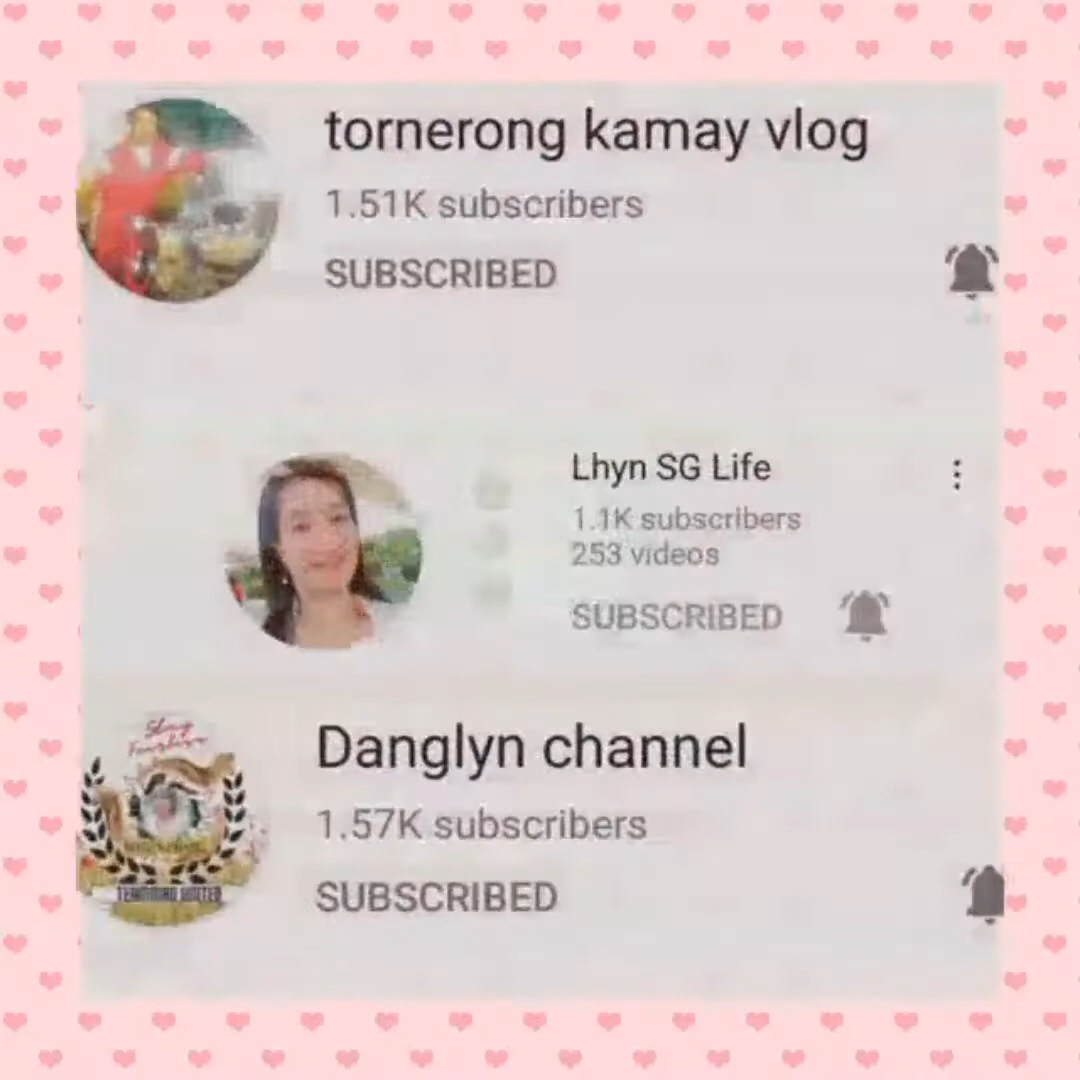 tornerong kamay vlog
1.51K subscribers
SUBSCRIBED
Lhyn SG Life
1.1K subscribers
253 videos
SUBSCRIBED
Danglyn channel
1.57K subscribers
SUBSCRIBED